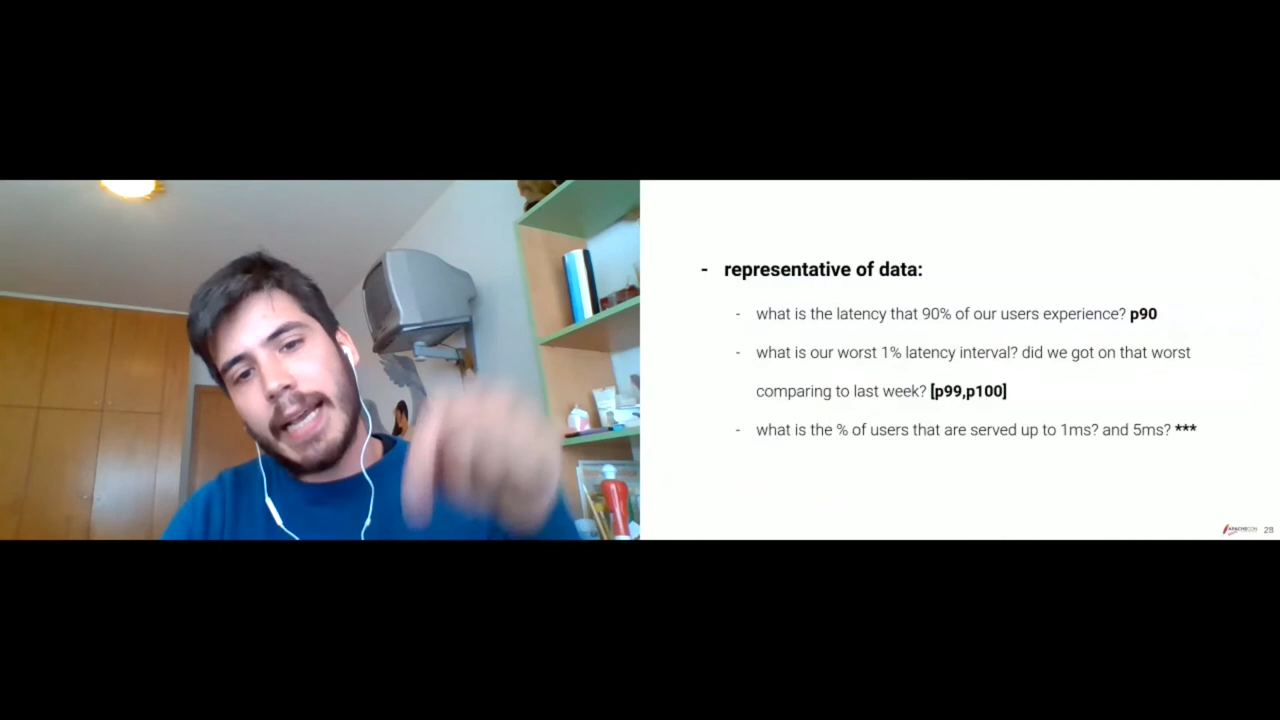 - representative of data:
- what is the latency that 90% of our users experience? p90
- what is our worst 1% latency interval? did we got on that worst
comparing to last week? [p99,p100]
- what is the % of users that are served up to 1ms? and 5ms? ***
APACHECON 28